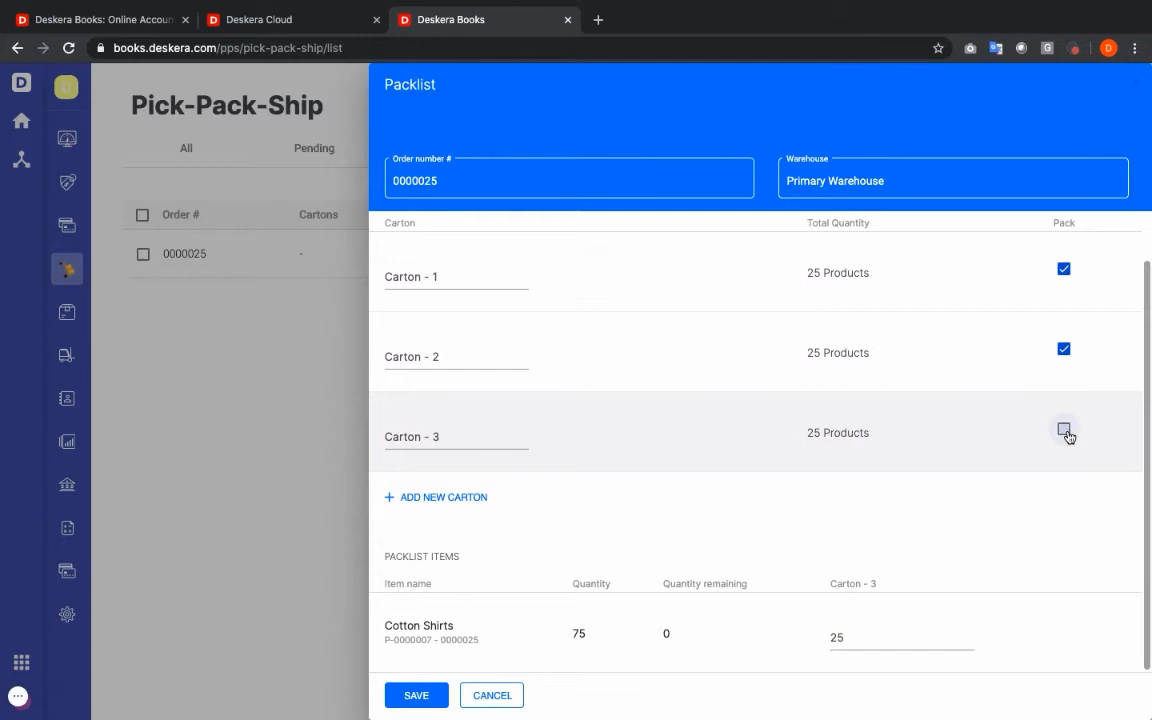 Deskera Books: Online Accoun
Deskera Cloud
Deskera Books
books.deskera.com/pps/pick-pack-ship/list
G
D
D
D
Pick-Pack-Ship
All
Pending
Order #
Cartons
0000025
-
Packlist
Order number #
0000025
Warehouse
Primary Warehouse
Carton
Total Quantity
Pack
Carton - 1
25 Products
Carton - 2
25 Products
Carton - 3
25 Products
+ ADD NEW CARTON
PACKLIST ITEMS
Item name
Quantity
Quantity remaining
Carton - 3
Cotton Shirts
P-0000007 - 0000025
75
0
25
SAVE
CANCEL